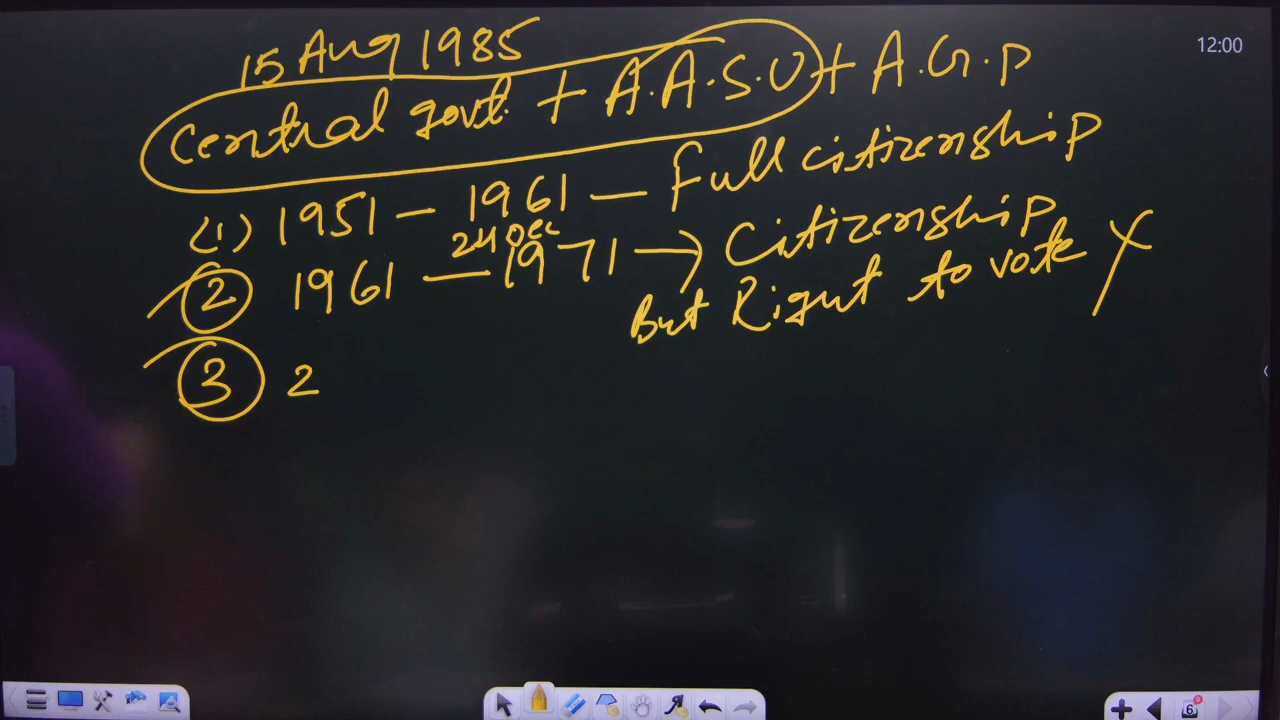 12:00
15 Aug 1985
Central govt. + A.A.S.U + A.G.P
(1) 1951 - 1961 - Full citizenship
24 Dec
2 1961 - 1971 → Citizenship
But Right to vote X
3 2
6